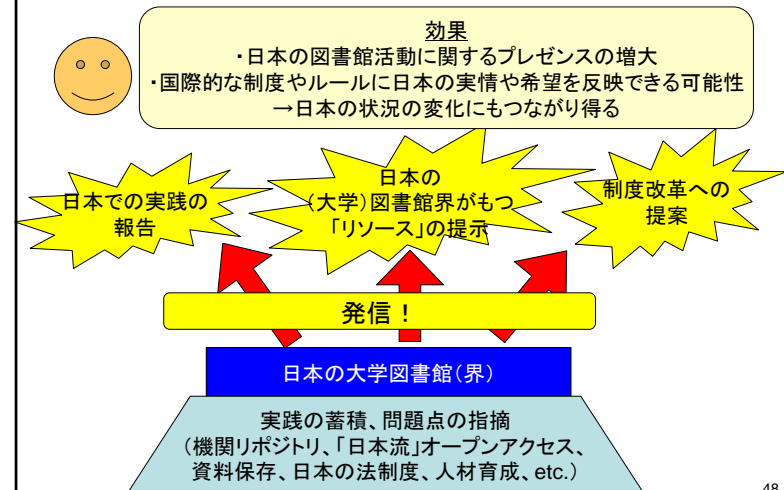 効果
・日本の図書館活動に関するプレゼンスの増大
・国際的な制度やルールに日本の実情や希望を反映できる可能性
→日本の状況の変化にもつながり得る
日本での実践の
報告
日本の
(大学)図書館界がもつ
「リソース」の提示
制度改革への
提案
発信！
日本の大学図書館(界)
実践の蓄積、問題点の指摘
(機関リポジトリ、「日本流」オープンアクセス、
資料保存、日本の法制度、人材育成、etc.)
48